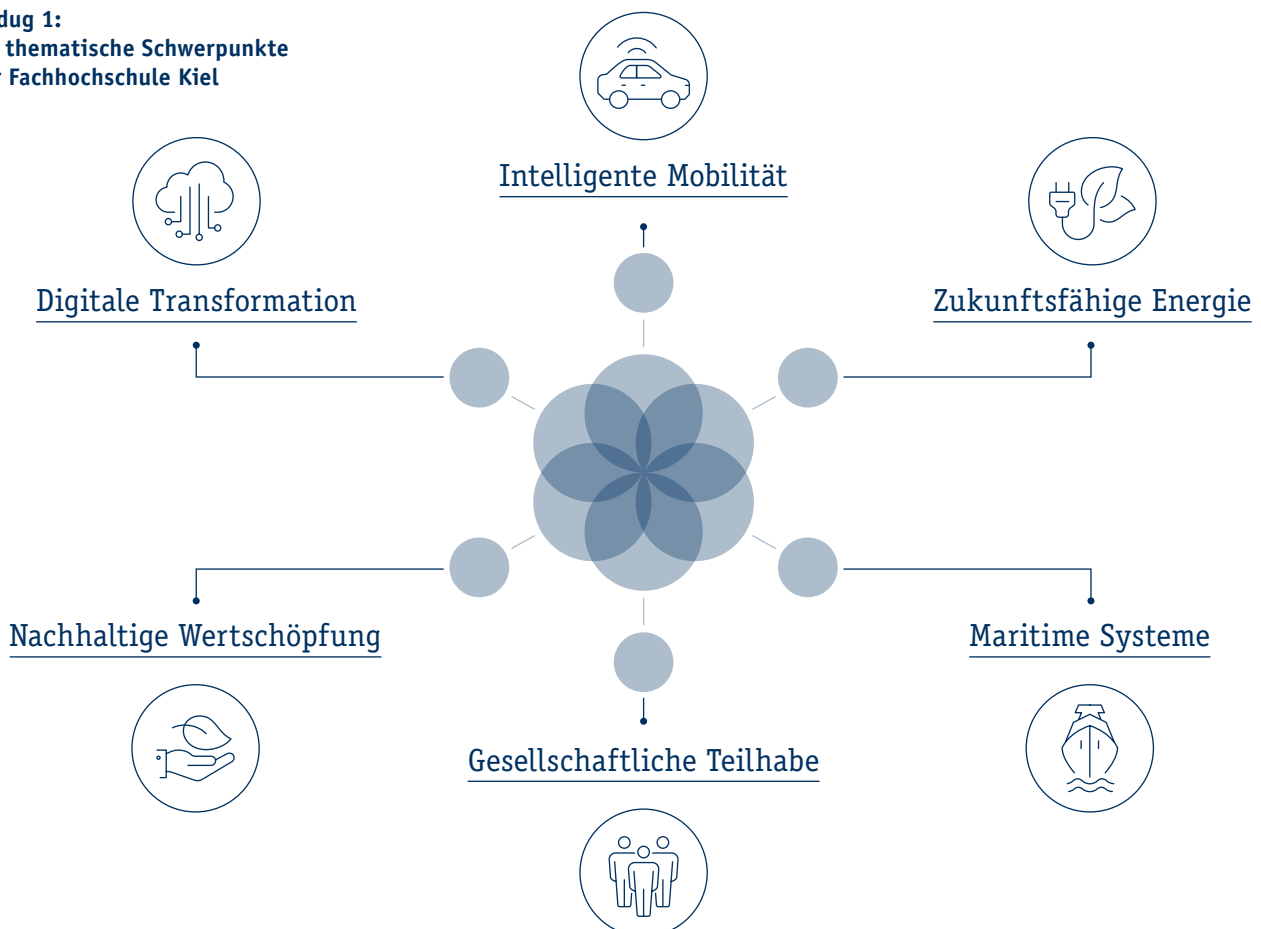 dug 1:
thematische Schwerpunkte
Fachhochschule Kiel
Intelligente Mobilität
Digitale Transformation
Zukunftsfähige Energie
Nachhaltige Wertschöpfung
Maritime Systeme
Gesellschaftliche Teilhabe